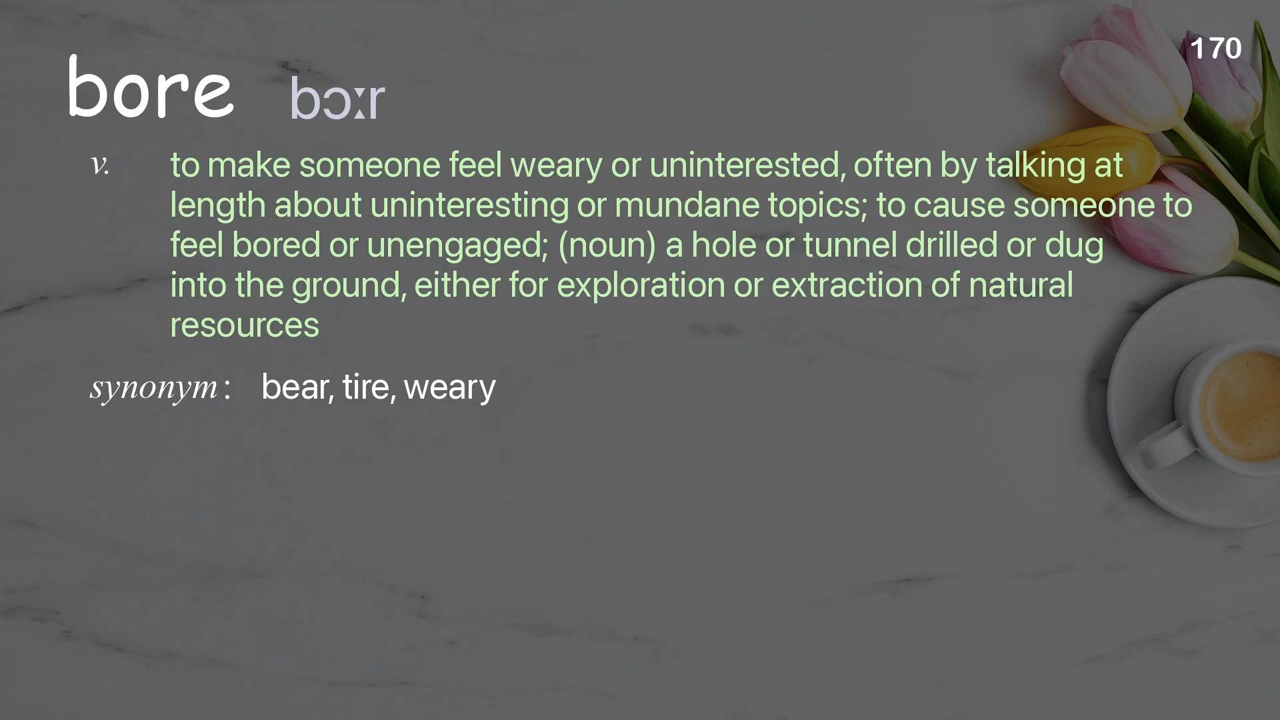 170
bore bɔːr
v. to make someone feel weary or uninterested, often by talking at
length about uninteresting or mundane topics; to cause someone to
feel bored or unengaged; (noun) a hole or tunnel drilled or dug
into the ground, either for exploration or extraction of natural
resources
synonym: bear, tire, weary